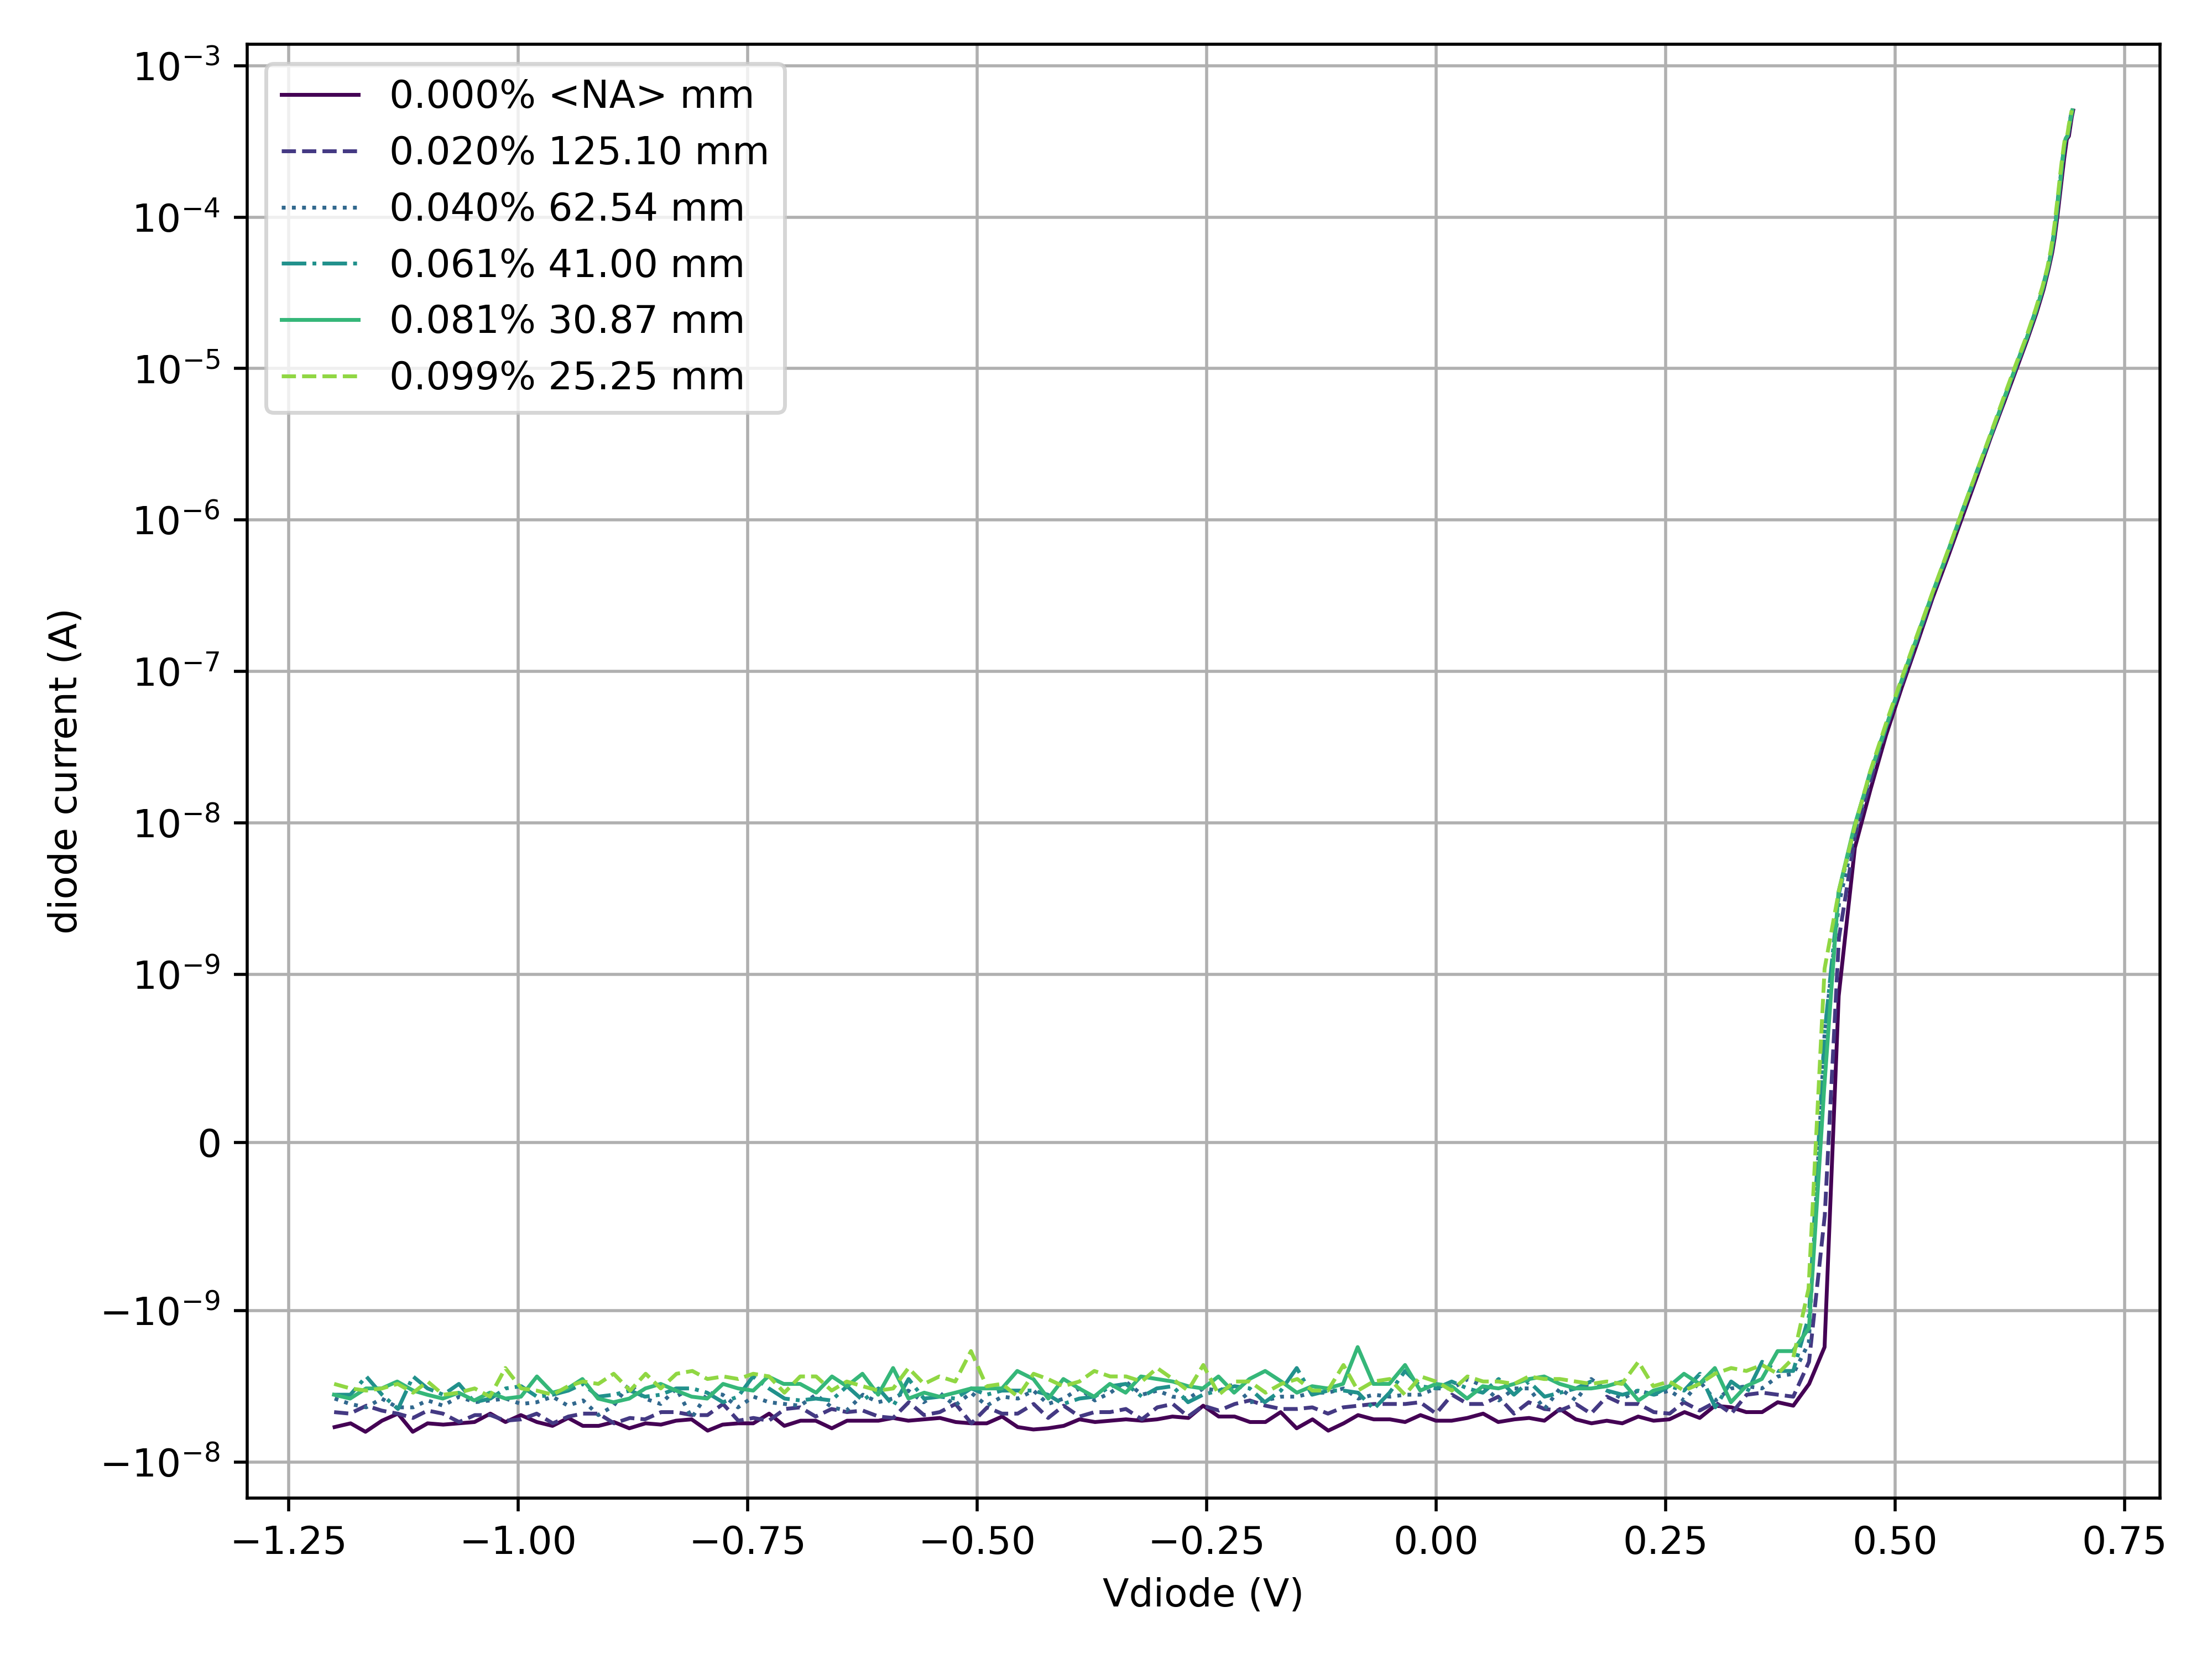 10⁻³
10⁻⁴
10⁻⁵
10⁻⁶
10⁻⁷
10⁻⁸
10⁻⁹
0
−10⁻⁹
−10⁻⁸
diode current (A)
0.000% <NA> mm
0.020% 125.10 mm
0.040% 62.54 mm
0.061% 41.00 mm
0.081% 30.87 mm
0.099% 25.25 mm
−1.25 −1.00 −0.75 −0.50 −0.25 0.00 0.25 0.50 0.75
Vdiode (V)